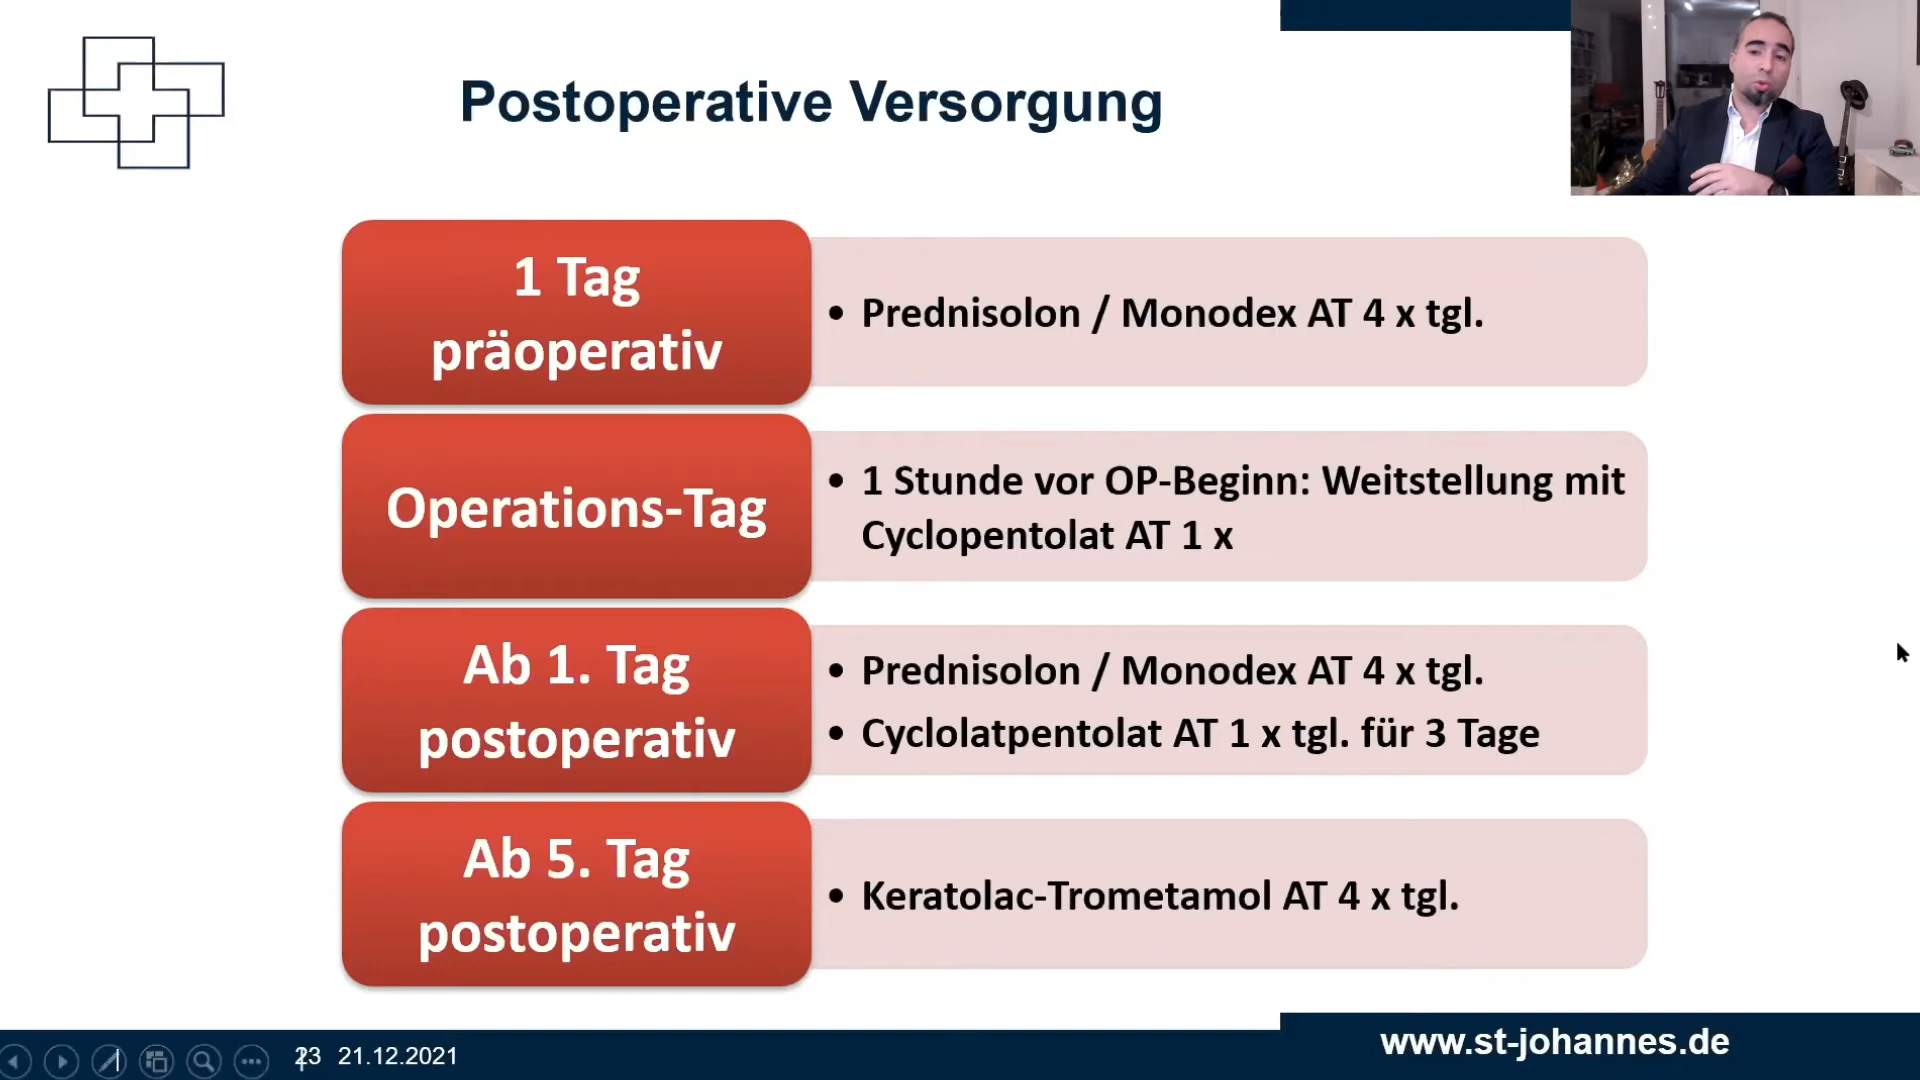 Postoperative Versorgung
1 Tag
präoperativ
• Prednisolon / Monodex AT 4 x tgl.
Operations-Tag
• 1 Stunde vor OP-Beginn: Weitstellung mit
Cyclopentolat AT 1 x
Ab 1. Tag
postoperativ
• Prednisolon / Monodex AT 4 x tgl.
• Cyclolatpentolat AT 1 x tgl. für 3 Tage
Ab 5. Tag
postoperativ
• Keratolac-Trometamol AT 4 x tgl.
23 21.12.2021
www.st-johannes.de